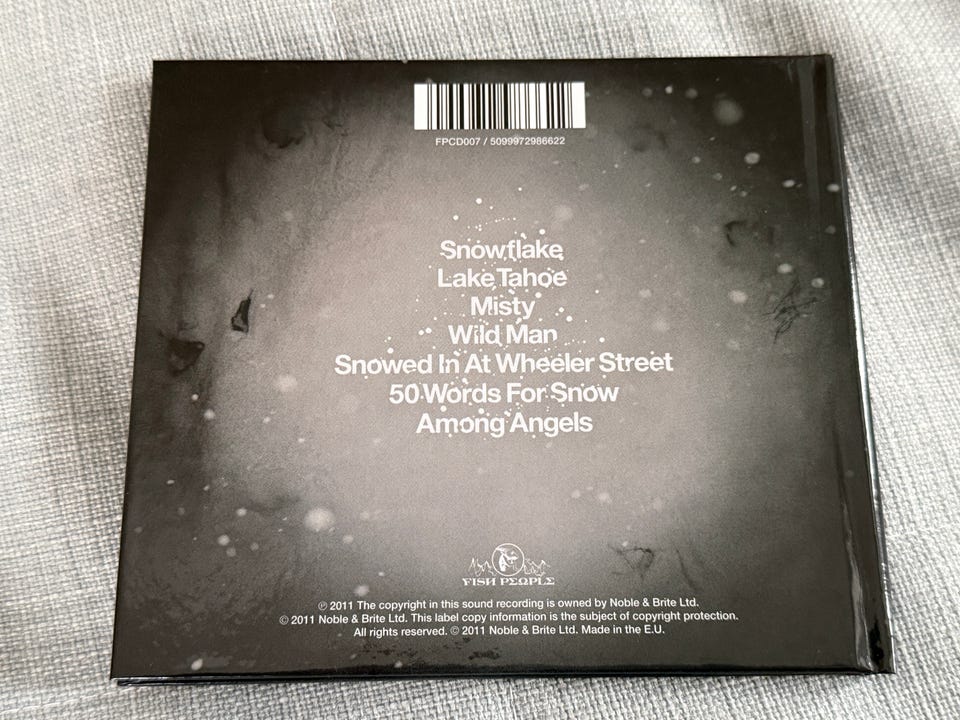 FPCD007 / 5099972986622
Snowflake
Lake Tahoe
Misty
Wild Man
Snowed In At Wheeler Street
50 Words For Snow
Among Angels
FISH PEOPLE
℗ 2011 The copyright in this sound recording is owned by Noble & Brite Ltd.
© 2011 Noble & Brite Ltd. This label copy information is the subject of copyright protection.
All rights reserved. © 2011 Noble & Brite Ltd. Made in the E.U.